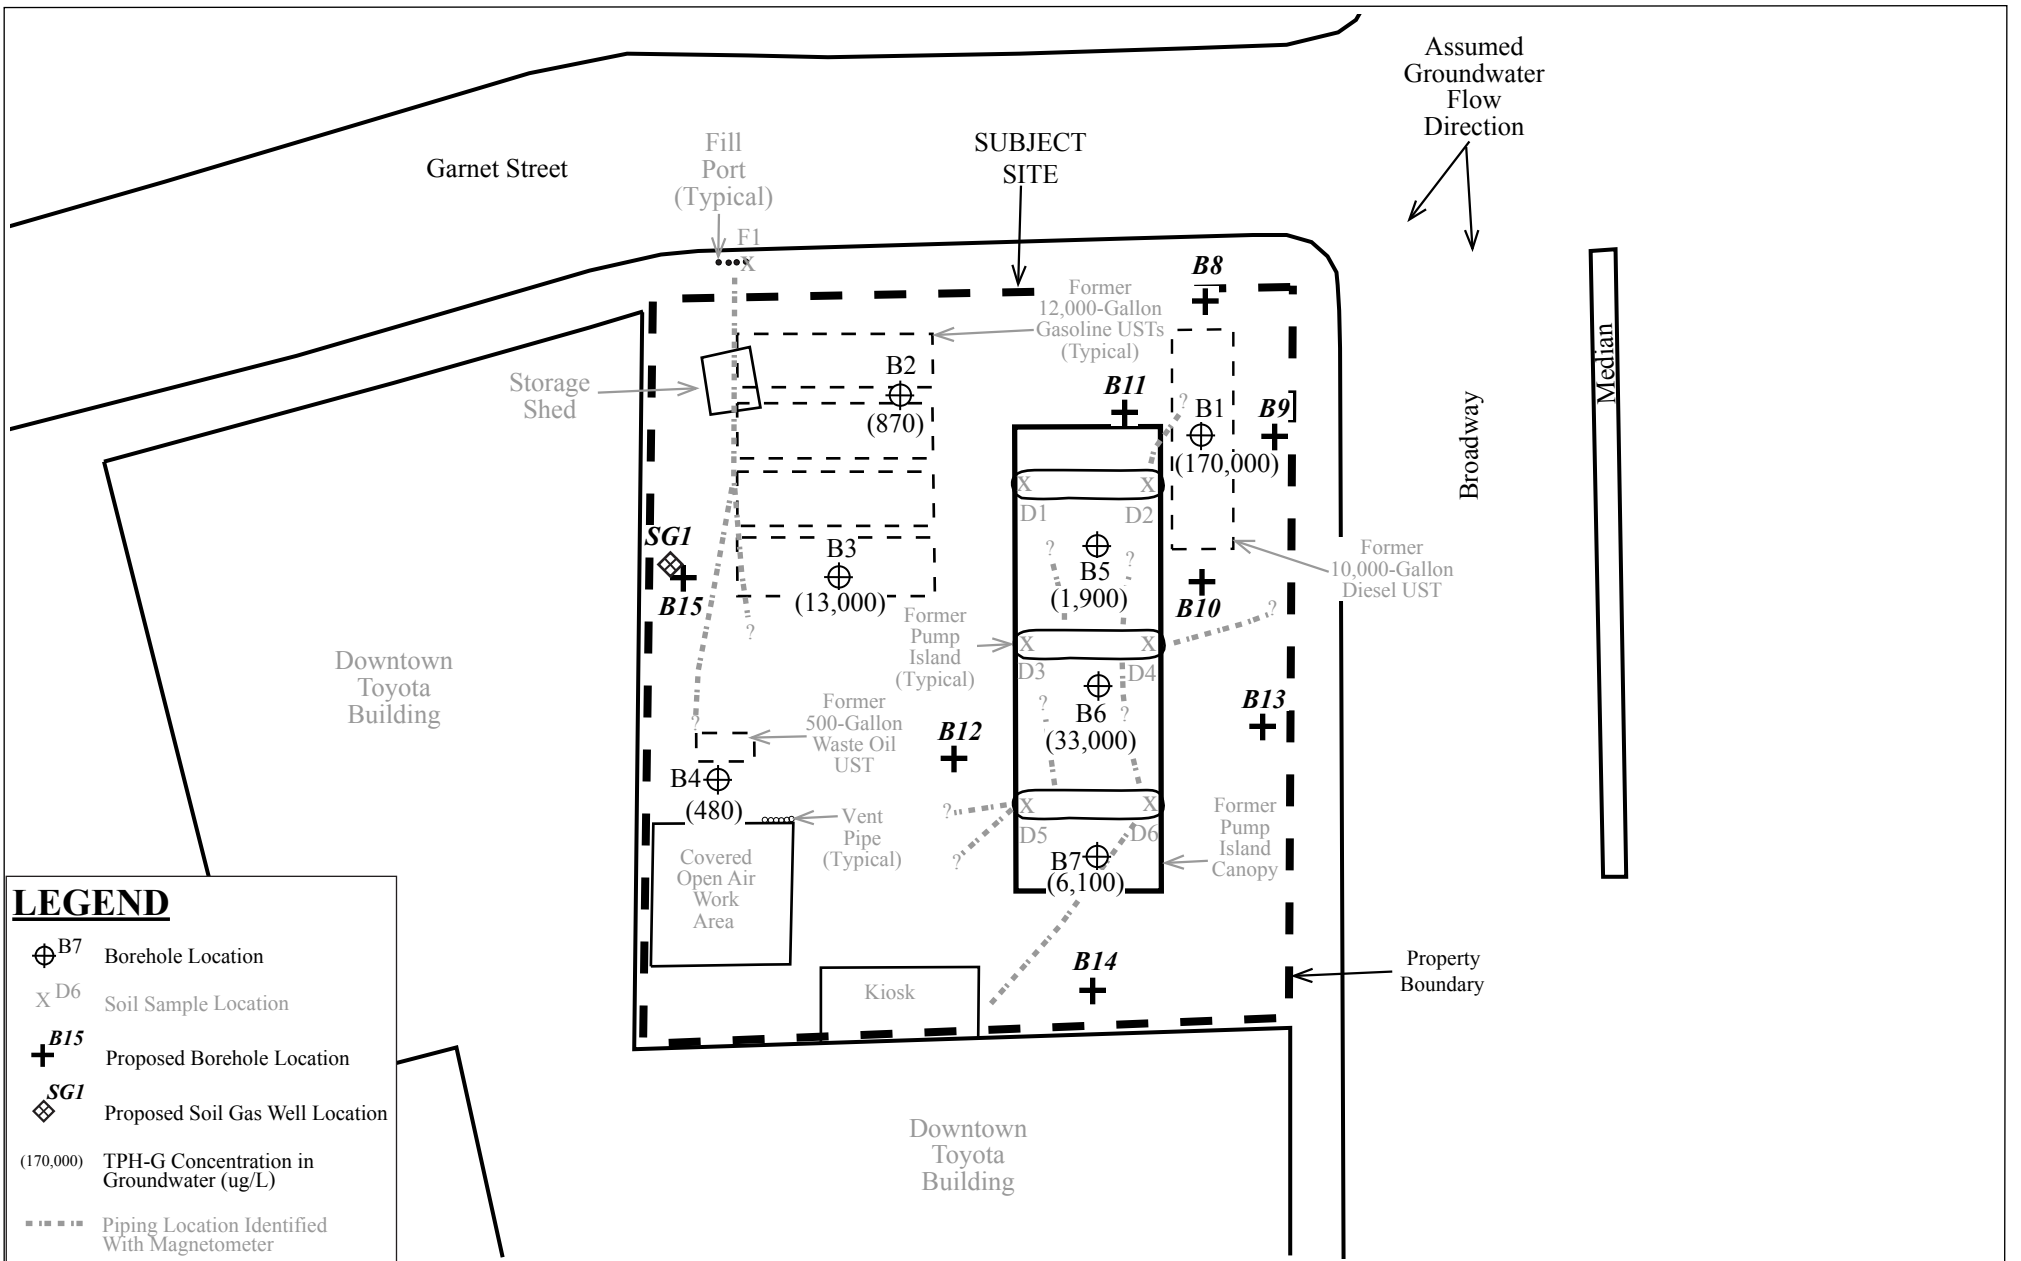 Assumed
Groundwater
Flow
Direction
Garnet Street
Fill
Port
(Typical)
F1
X
SUBJECT
SITE
B8
Former
12,000-Gallon
Gasoline USTs
(Typical)
Storage
Shed
B2
(870)
B11
?
B1
(170,000)
B9
Median
Broadway
X
X
D1
D2
SG1
B15
B3
(13,000)
?
?
?
B5
(1,900)
B10
?
Former
10,000-Gallon
Diesel UST
Former
Pump
Island
(Typical)
X
X
D3
D4
Downtown
Toyota
Building
?
Former
500-Gallon
Waste Oil
UST
B12
?
?
B6
(33,000)
B13
B4
(480)
Vent
Pipe
(Typical)
?
?
X
X
D5
D6
B7
(6,100)
Former
Pump
Island
Canopy
Covered
Open Air
Work
Area
Kiosk
B14
Property
Boundary
Downtown
Toyota
Building
LEGEND
B7
Borehole Location
X D6
Soil Sample Location
B15
Proposed Borehole Location
SG1
Proposed Soil Gas Well Location
(170,000)
TPH-G Concentration in
Groundwater (ug/L)
Piping Location Identified
With Magnetometer